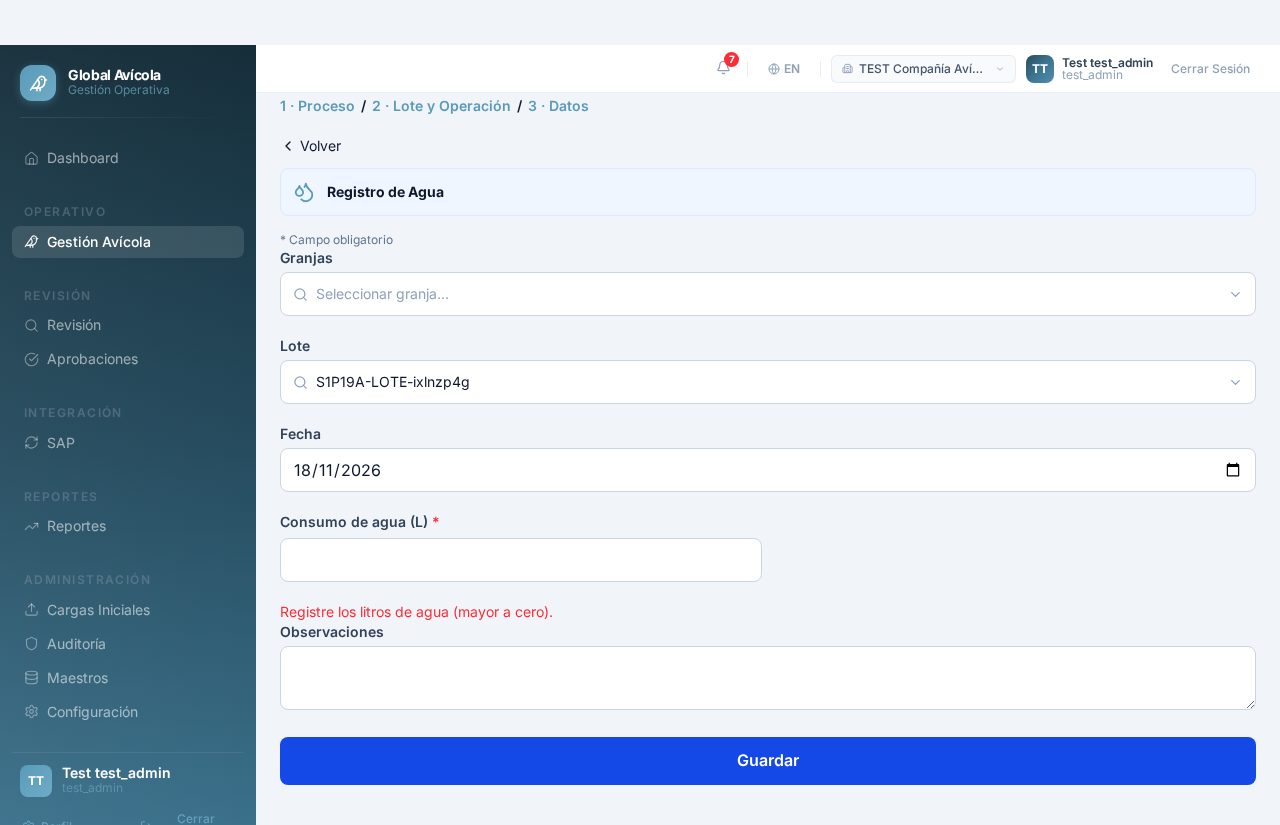 Global Avícola
Gestión Operativa
Dashboard
OPERATIVO
Gestión Avícola
REVISIÓN
Revisión
Aprobaciones
INTEGRACIÓN
SAP
REPORTES
Reportes
ADMINISTRACIÓN
Cargas Iniciales
Auditoría
Maestros
Configuración
TT
Test test_admin
test_admin
Perfil
Cerrar
7
EN
TEST Compañía Aví...
TT
Test test_admin
test_admin
Cerrar Sesión
1 · Proceso / 2 · Lote y Operación / 3 · Datos
Volver
Registro de Agua
* Campo obligatorio
Granjas
Seleccionar granja...
Lote
S1P19A-LOTE-ixlnzp4g
Fecha
18/11/2026
Consumo de agua (L) *
Registre los litros de agua (mayor a cero).
Observaciones
Guardar